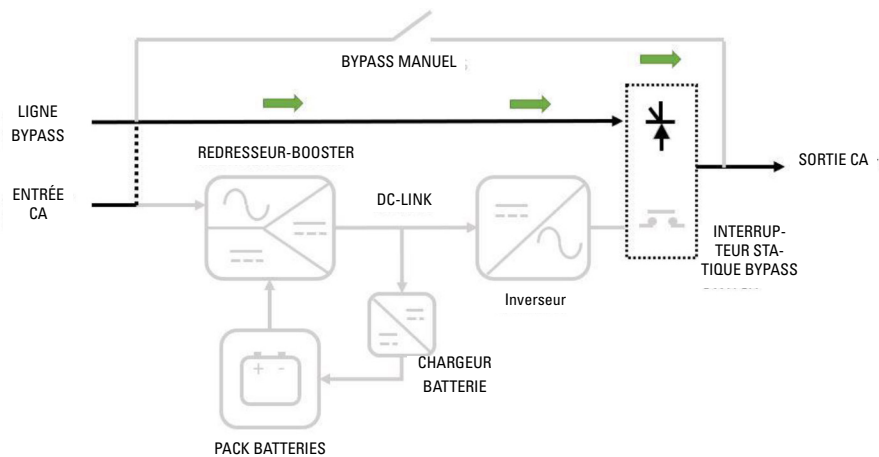 BYPASS MANUEL
LIGNE
BYPASS
REDRESSEUR-BOOSTER
SORTIE CA
ENTRÉE
CA
DC-LINK
INTERRUP-
TEUR STA-
TIQUE BYPASS
Inverseur
+ -
CHARGEUR
BATTERIE
PACK BATTERIES